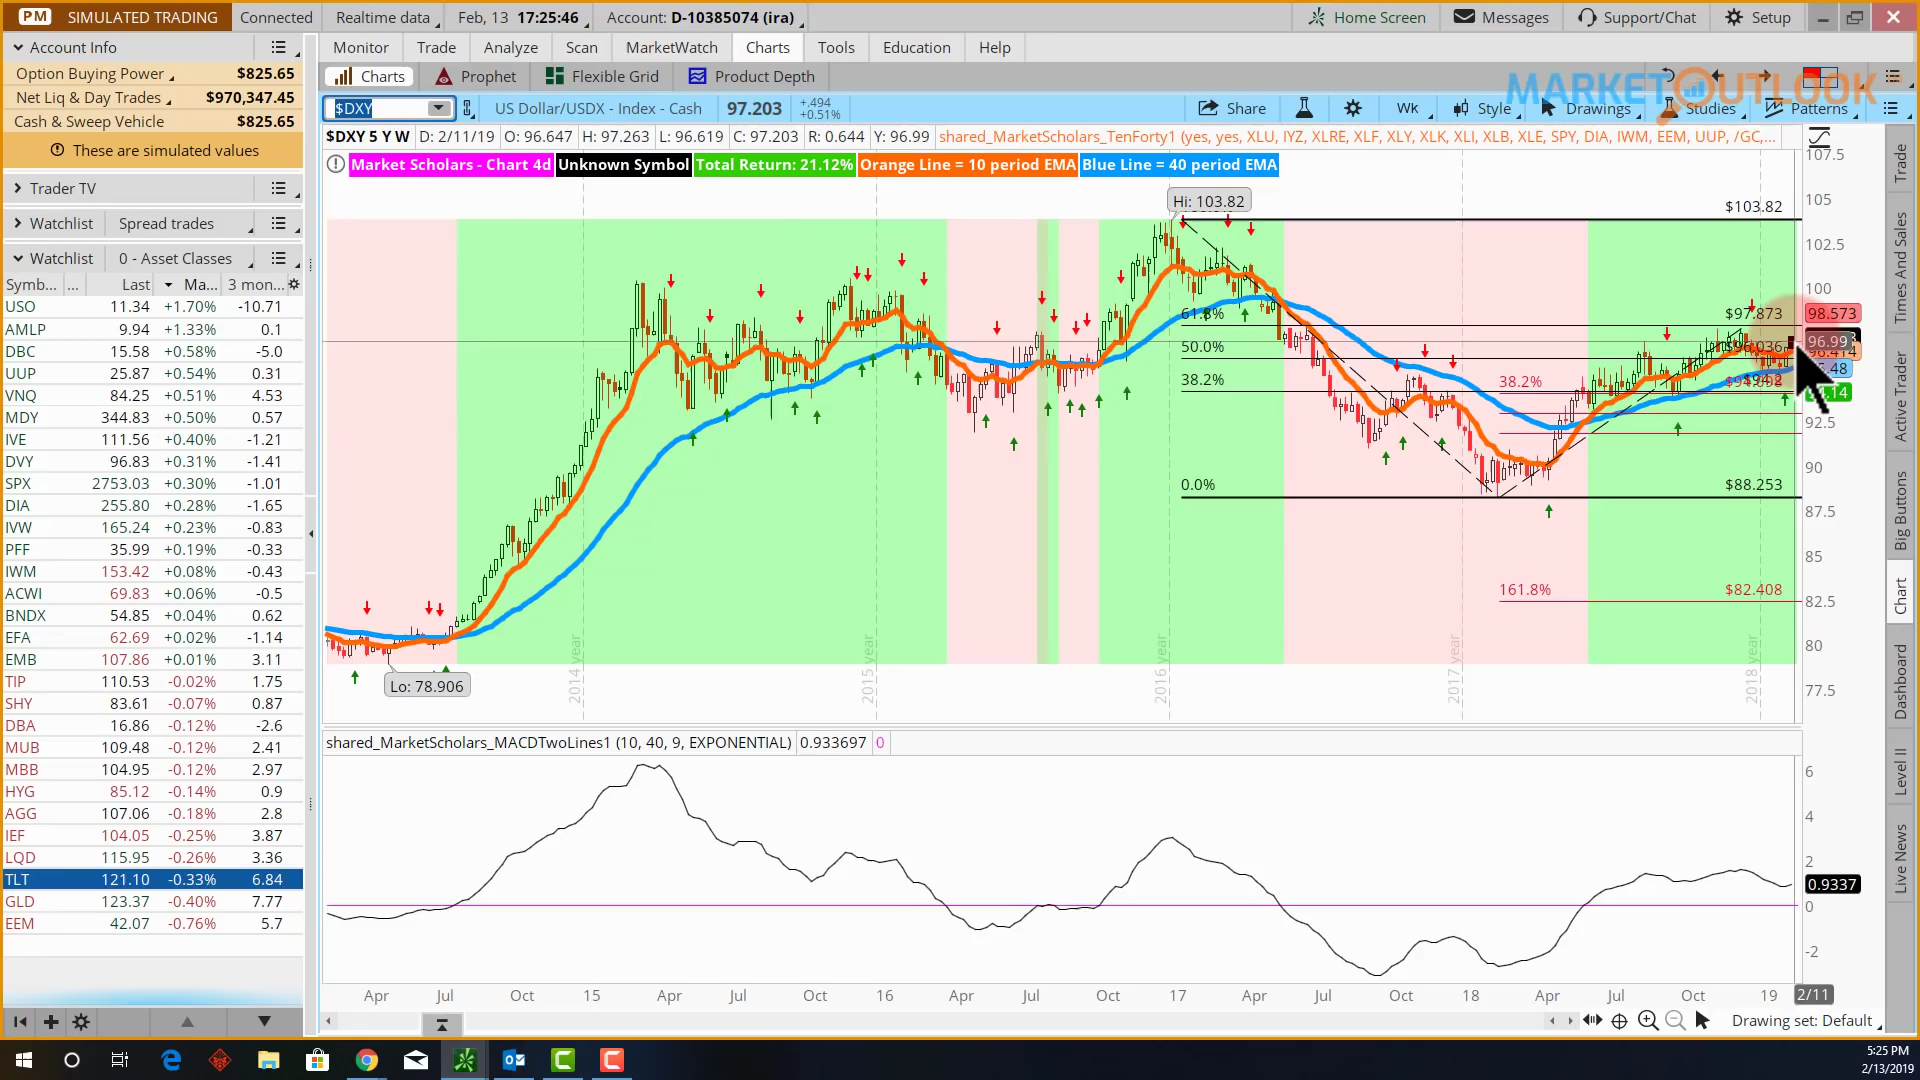 PM SIMULATED TRADING Connected Realtime data Feb, 13 17:25:46 Account: D-10385074 (ira) Home Screen Messages Support/Chat Setup
Account Info
Option Buying Power $825.65
Net Liq & Day Trades $970,347.45
Cash & Sweep Vehicle $825.65
These are simulated values
Trader TV
Watchlist Spread trades
Watchlist 0 - Asset Classes
Symb... ... Last Ma... 3 mon...
USO 11.34 +1.70% -10.71
AMLP 9.94 +1.33% 0.1
DBC 15.58 +0.58% -5.0
UUP 25.87 +0.54% 0.31
VNQ 84.25 +0.51% 4.53
MDY 344.83 +0.50% 0.57
IVE 111.56 +0.40% -1.21
DVY 96.83 +0.31% -1.41
SPX 2753.03 +0.30% -1.01
DIA 255.80 +0.28% -1.65
IVW 165.24 +0.23% -0.83
PFF 35.99 +0.19% -0.33
IWM 153.42 +0.08% -0.43
ACWI 69.83 +0.06% -0.5
BNDX 54.85 +0.04% 0.62
EFA 62.69 +0.02% -1.14
EMB 107.86 +0.01% 3.11
TIP 110.53 -0.02% 1.75
SHY 83.61 -0.07% 0.87
DBA 16.86 -0.12% -2.6
MUB 109.48 -0.12% 2.41
MBB 104.95 -0.12% 2.97
HYG 85.12 -0.14% 0.9
AGG 107.06 -0.18% 2.8
IEF 104.05 -0.25% 3.87
LQD 115.95 -0.26% 3.36
TLT 121.10 -0.33% 6.84
GLD 123.37 -0.40% 7.77
EEM 42.07 -0.76% 5.7
Monitor Trade Analyze Scan MarketWatch Charts Tools Education Help
Charts Prophet Flexible Grid Product Depth
MARKETOUTLOOK
$DXY US Dollar/USDX - Index - Cash 97.203 +.494 +0.51% Share Wk Style Drawings Studies Patterns
$DXY 5 Y W D: 2/11/19 O: 96.647 H: 97.263 L: 96.619 C: 97.203 R: 0.644 Y: 96.99 shared_MarketScholars_TenForty1 (yes, yes, XLU, IYZ, XLRE, XLF, XLY, XLK, XLI, XLB, XLE, SPY, DIA, IWM, EEM, UUP, /GC,...
Market Scholars - Chart 4d Unknown Symbol Total Return: 21.12% Orange Line = 10 period EMA Blue Line = 40 period EMA
Hi: 103.82
$103.82
61.8% $97.873
50.0% $96.036
38.2%
38.2%
0.0% $88.253
161.8% $82.408
Lo: 78.906
2014 year 2015 year 2016 year 2017 year 2018 year
107.5
105
102.5
100
98.573
96.99
92.5
90
87.5
85
82.5
80
77.5
shared_MarketScholars_MACDTwoLines1 (10, 40, 9, EXPONENTIAL) 0.933697 0
6
4
2
0.9337
0
-2
Apr Jul Oct 15 Apr Jul Oct 16 Apr Jul Oct 17 Apr Jul Oct 18 Apr Jul Oct 19 2/11
Drawing set: Default
Trade
Times And Sales
Active Trader
Big Buttons
Chart
Dashboard
Level II
Live News
5:25 PM
2/13/2019